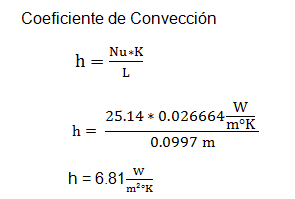 Coeficiente de Convección
h = Nu*K / L
h = 25.14 * 0.026664 W/m°K / 0.0997 m
h = 6.81 W/m²°K